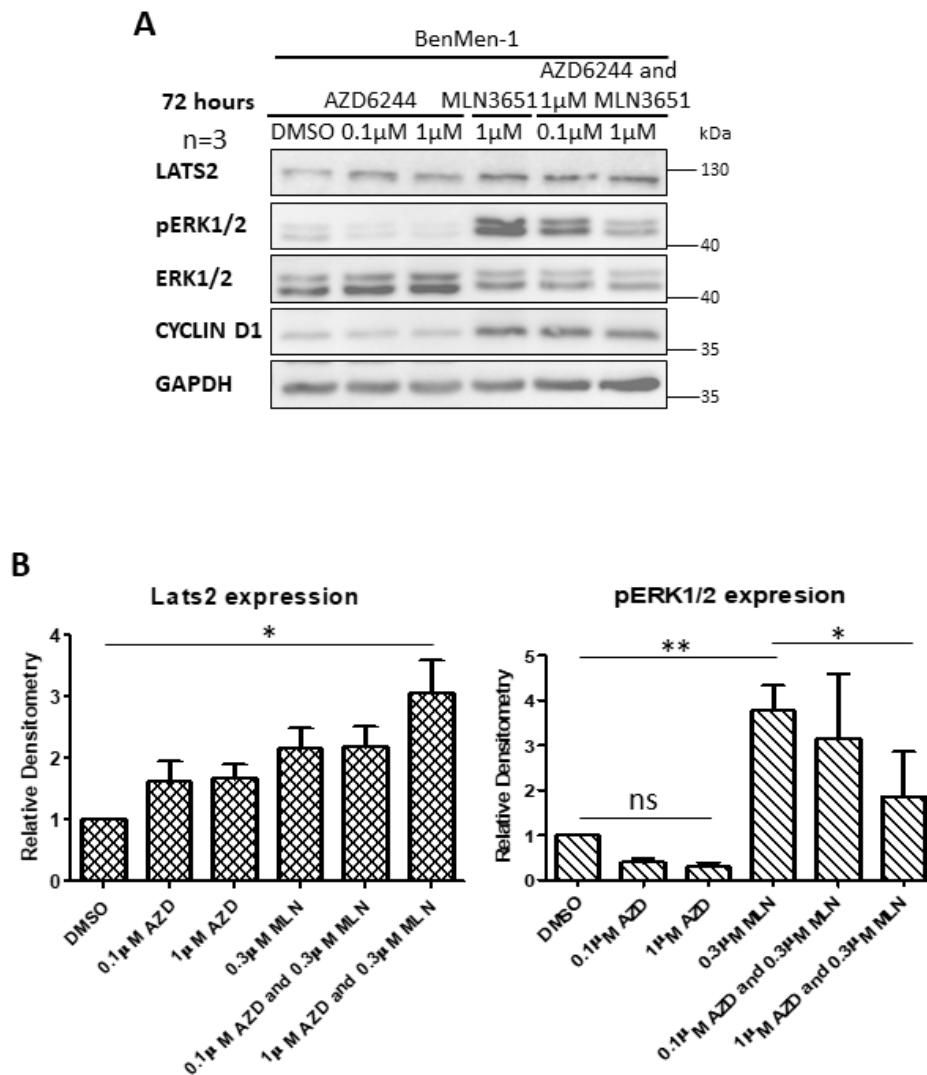 A
BenMen-1
AZD6244 and
72 hours AZD6244 MLN3651 1μM MLN3651
n=3 DMSO 0.1μM 1μM 1μM 0.1μM 1μM kDa
LATS2 130
pERK1/2 40
ERK1/2 40
CYCLIN D1 35
GAPDH 35
B
Lats2 expression
*
Relative Densitometry
4
3
2
1
0
DMSO
0.1μM AZD
1μM AZD
0.3μM MLN
0.1μM AZD and 0.3μM MLN
1μM AZD and 0.3μM MLN
pERK1/2 expresion
** *
ns
Relative Densitometry
5
4
3
2
1
0
DMSO
0.1μM AZD
1μM AZD
0.3μM MLN
0.1μM AZD and 0.3μM MLN
1μM AZD and 0.3μM MLN